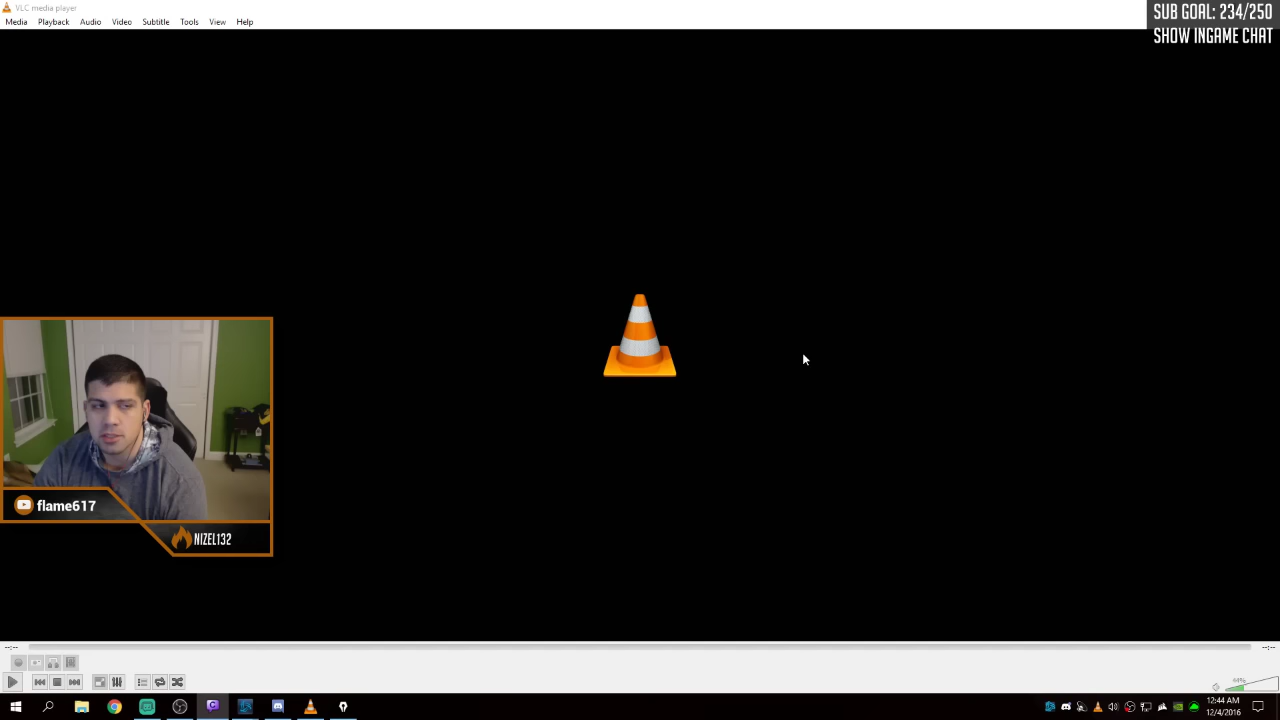 VLC media player
SUB GOAL: 234/250
Media Playback Audio Video Subtitle Tools View Help
SHOW INGAME CHAT
flame617
NIZEL132
--:-- --:--
64%
12:44 AM
12/4/2016